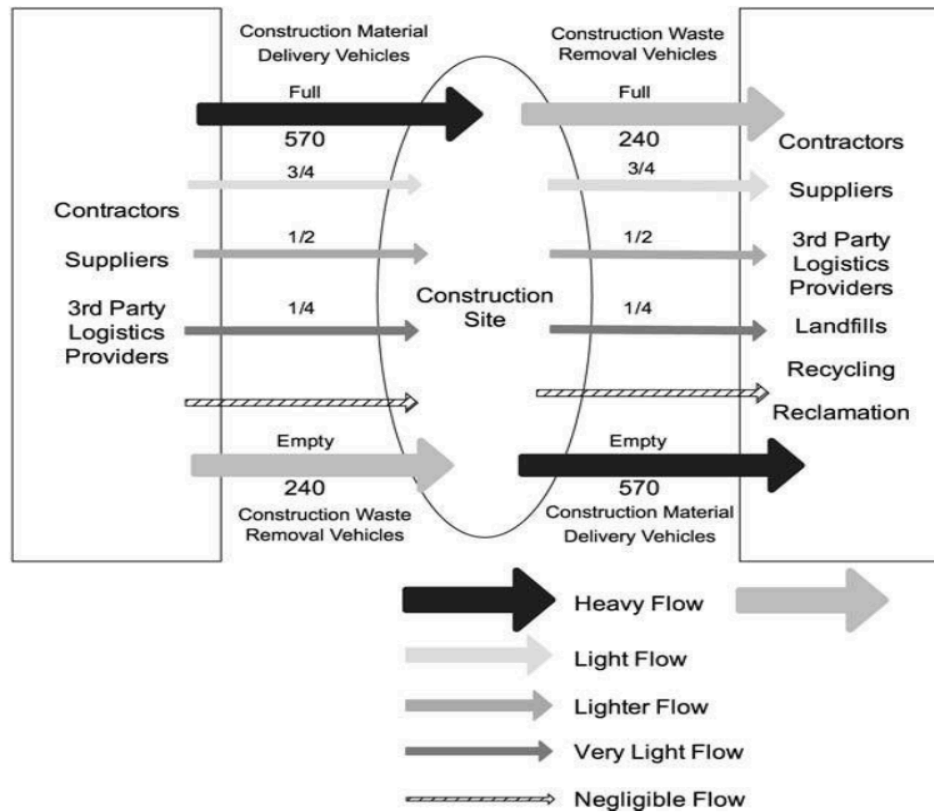 Construction Material
Delivery Vehicles
Full
570
3/4
1/2
1/4
Empty
240
Construction Waste
Removal Vehicles
Contractors
Suppliers
3rd Party
Logistics
Providers
Construction
Site
Construction Waste
Removal Vehicles
Full
240
3/4
1/2
1/4
Empty
570
Construction Material
Delivery Vehicles
Contractors
Suppliers
3rd Party
Logistics
Providers
Landfills
Recycling
Reclamation
Heavy Flow
Light Flow
Lighter Flow
Very Light Flow
Negligible Flow